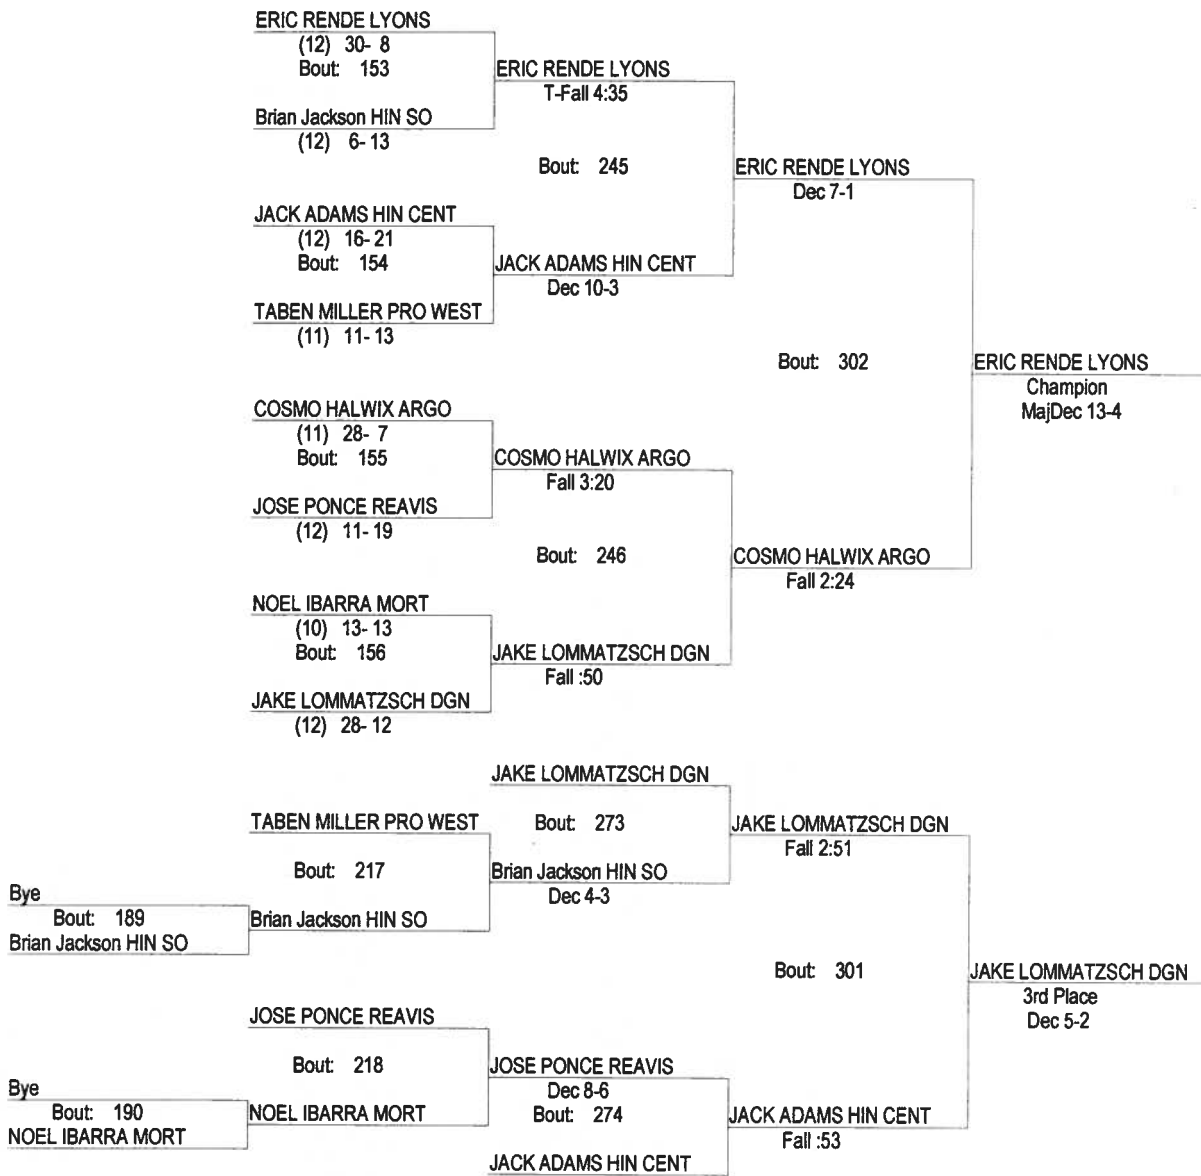 ERIC RENDE LYONS
(12) 30- 8
Bout: 153
ERIC RENDE LYONS
T-Fall 4:35
Brian Jackson HIN SO
(12) 6- 13
Bout: 245
ERIC RENDE LYONS
Dec 7-1
JACK ADAMS HIN CENT
(12) 16- 21
Bout: 154
JACK ADAMS HIN CENT
Dec 10-3
TABEN MILLER PRO WEST
(11) 11- 13
Bout: 302
ERIC RENDE LYONS
Champion
MajDec 13-4
COSMO HALWIX ARGO
(11) 28- 7
Bout: 155
COSMO HALWIX ARGO
Fall 3:20
JOSE PONCE REAVIS
(12) 11- 19
Bout: 246
COSMO HALWIX ARGO
Fall 2:24
NOEL IBARRA MORT
(10) 13- 13
Bout: 156
JAKE LOMMATZSCH DGN
Fall :50
JAKE LOMMATZSCH DGN
(12) 28- 12
JAKE LOMMATZSCH DGN
TABEN MILLER PRO WEST
Bout: 273
JAKE LOMMATZSCH DGN
Fall 2:51
Bout: 217
Brian Jackson HIN SO
Dec 4-3
Bye
Bout: 189
Brian Jackson HIN SO
Brian Jackson HIN SO
Bout: 301
JAKE LOMMATZSCH DGN
3rd Place
Dec 5-2
JOSE PONCE REAVIS
Bout: 218
JOSE PONCE REAVIS
Dec 8-6
Bye
Bout: 190
NOEL IBARRA MORT
NOEL IBARRA MORT
Bout: 274
JACK ADAMS HIN CENT
Fall :53
JACK ADAMS HIN CENT